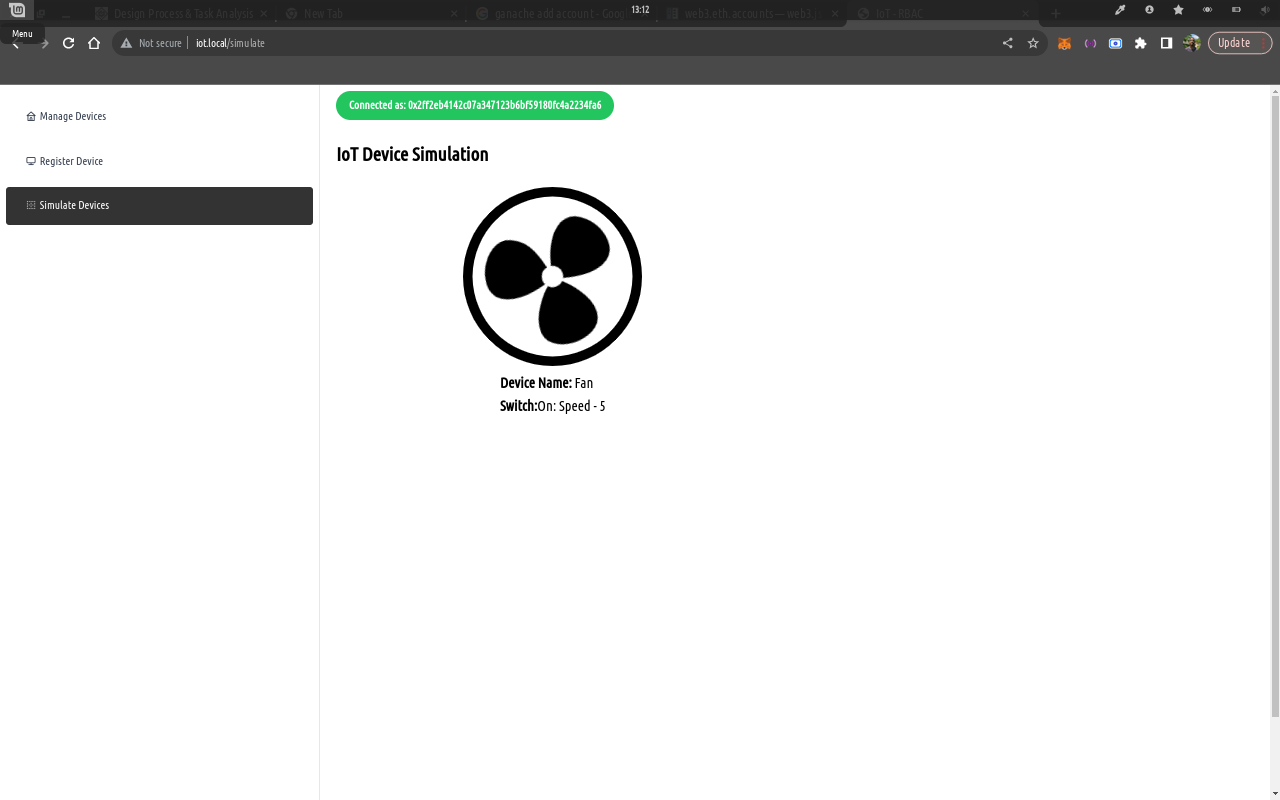 Design Process & Task Analysis
New Tab
ganache add account - Goog
web3.eth.accounts — web3.j
IoT - RBAC
13:12
Menu
Not secure
iot.local/simulate
Update
Manage Devices
Register Device
Simulate Devices
Connected as: 0x2ff2eb4142c07a347123b6bf59180fc4a2234fa6
IoT Device Simulation
Device Name: Fan
Switch:On: Speed - 5